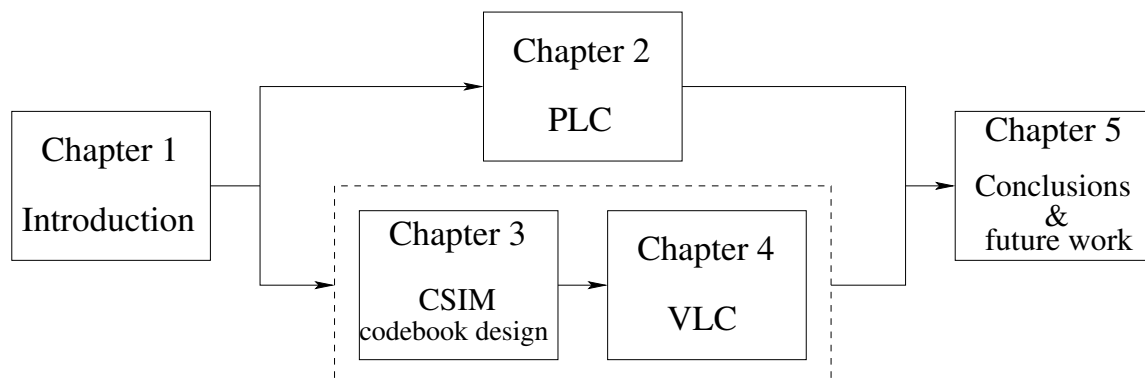 Chapter 1
Introduction
Chapter 2
PLC
Chapter 3
CSIM
codebook design
Chapter 4
VLC
Chapter 5
Conclusions
&
future work